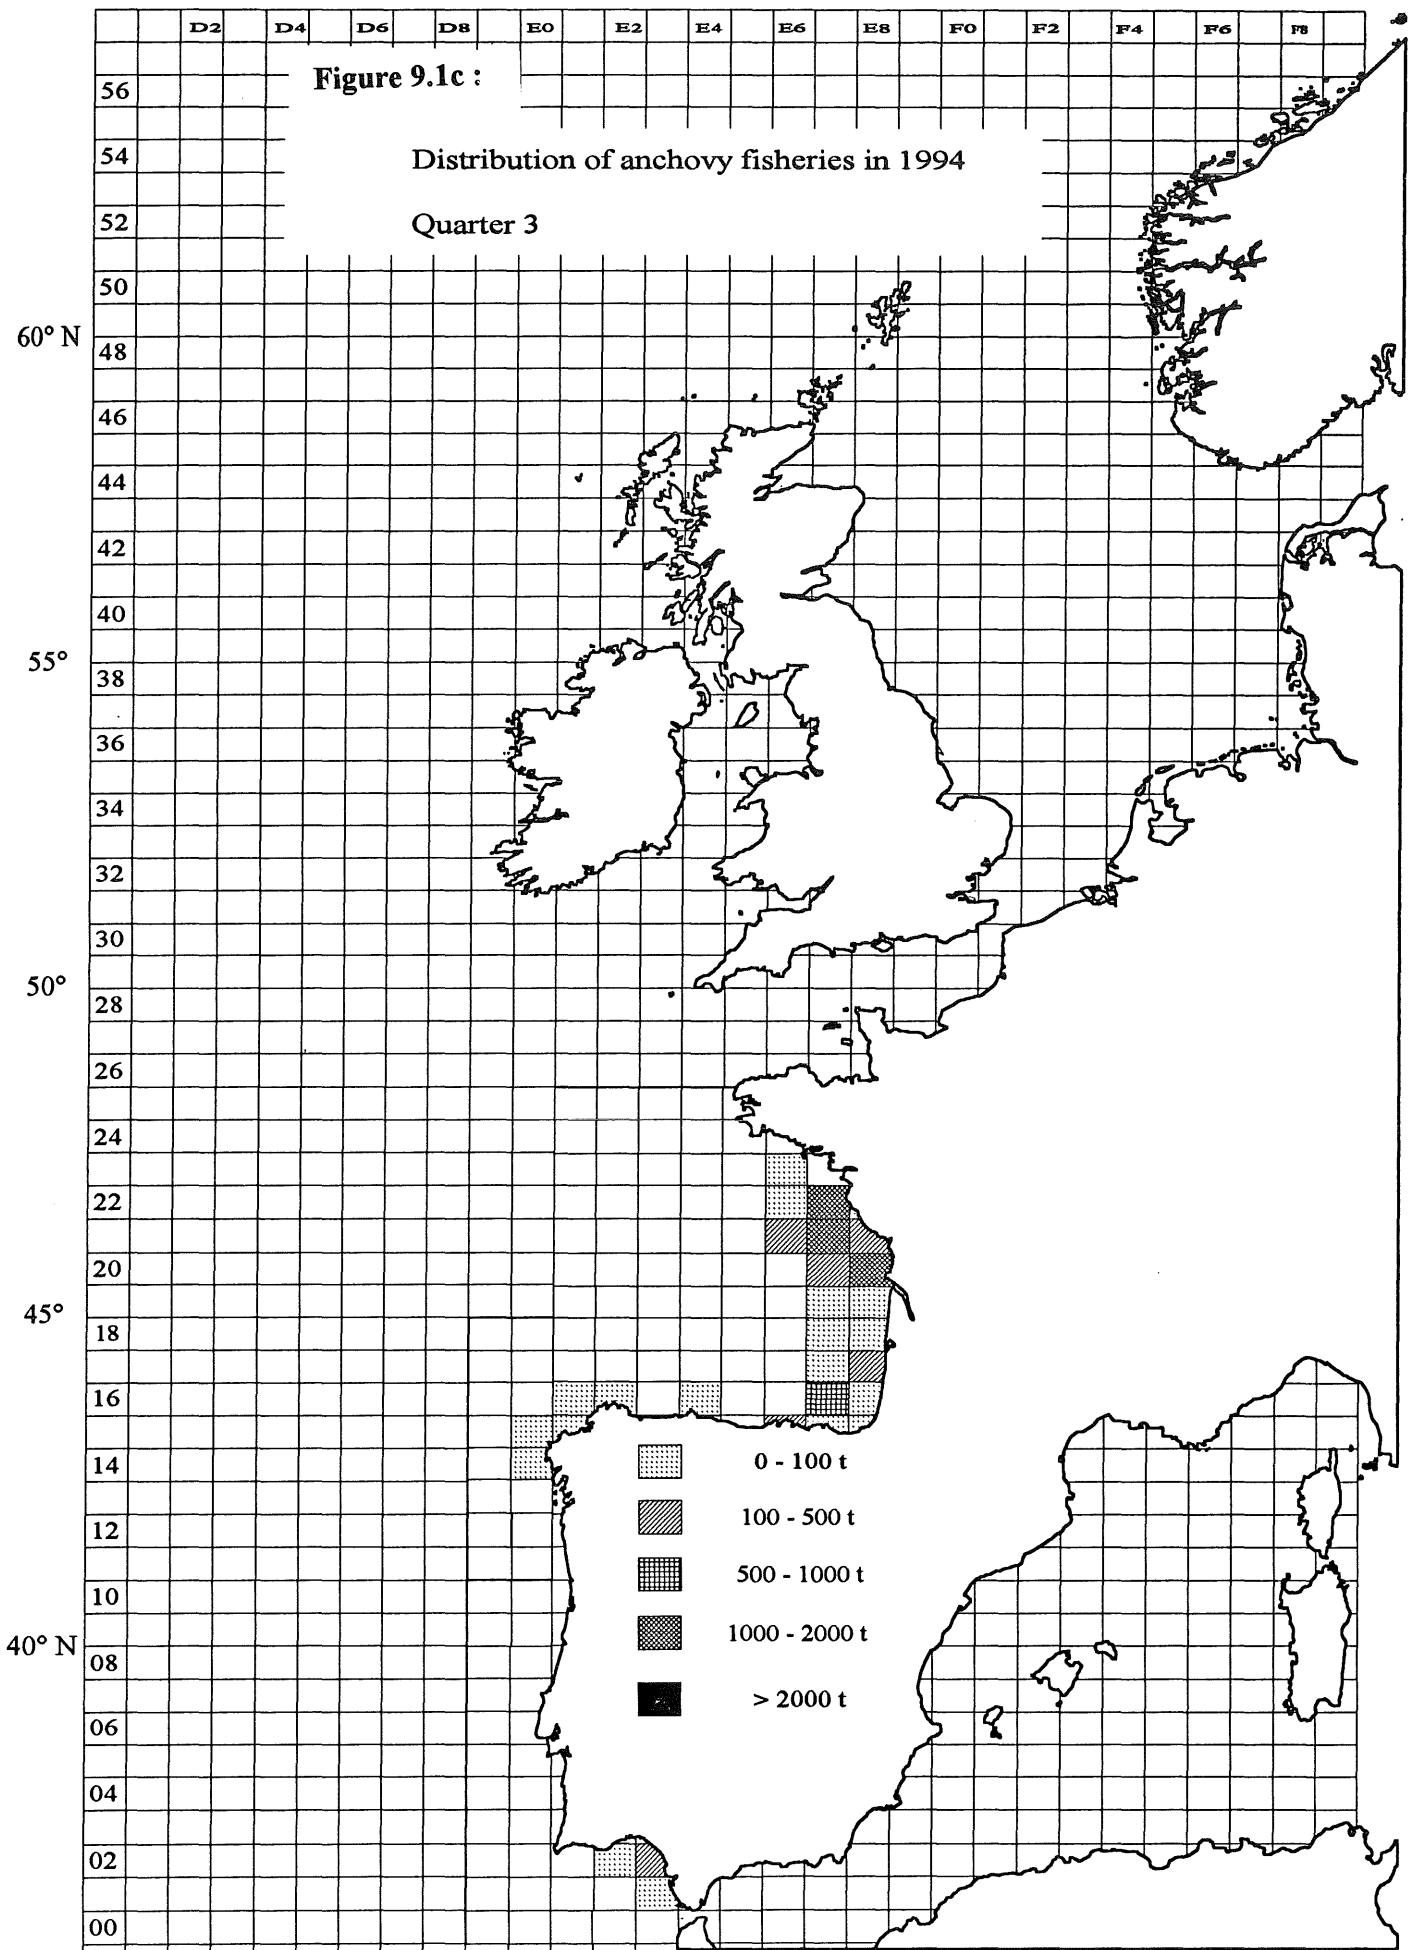 D2 D4 D6 D8 E0 E2 E4 E6 E8 F0 F2 F4 F6 F8
Figure 9.1c :
56
54
Distribution of anchovy fisheries in 1994
52
Quarter 3
50
60° N
48
46
44
42
40
55°
38
36
34
32
30
50°
28
26
24
22
20
45°
18
16
14
0 - 100 t
12
100 - 500 t
10
500 - 1000 t
40° N
1000 - 2000 t
08
> 2000 t
06
04
02
00